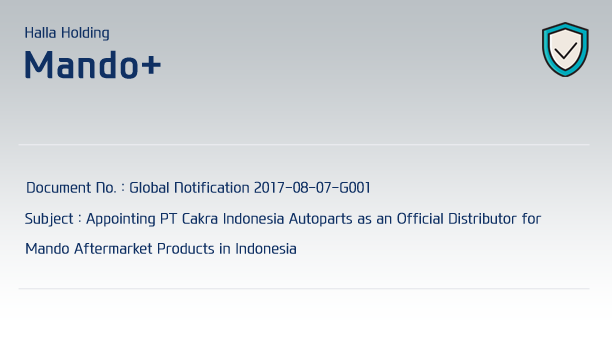 Halla Holding
Mando+
Document No. : Global Notification 2017-08-07-G001
Subject : Appointing PT Cakra Indonesia Autoparts as an Official Distributor for
Mando Aftermarket Products in Indonesia